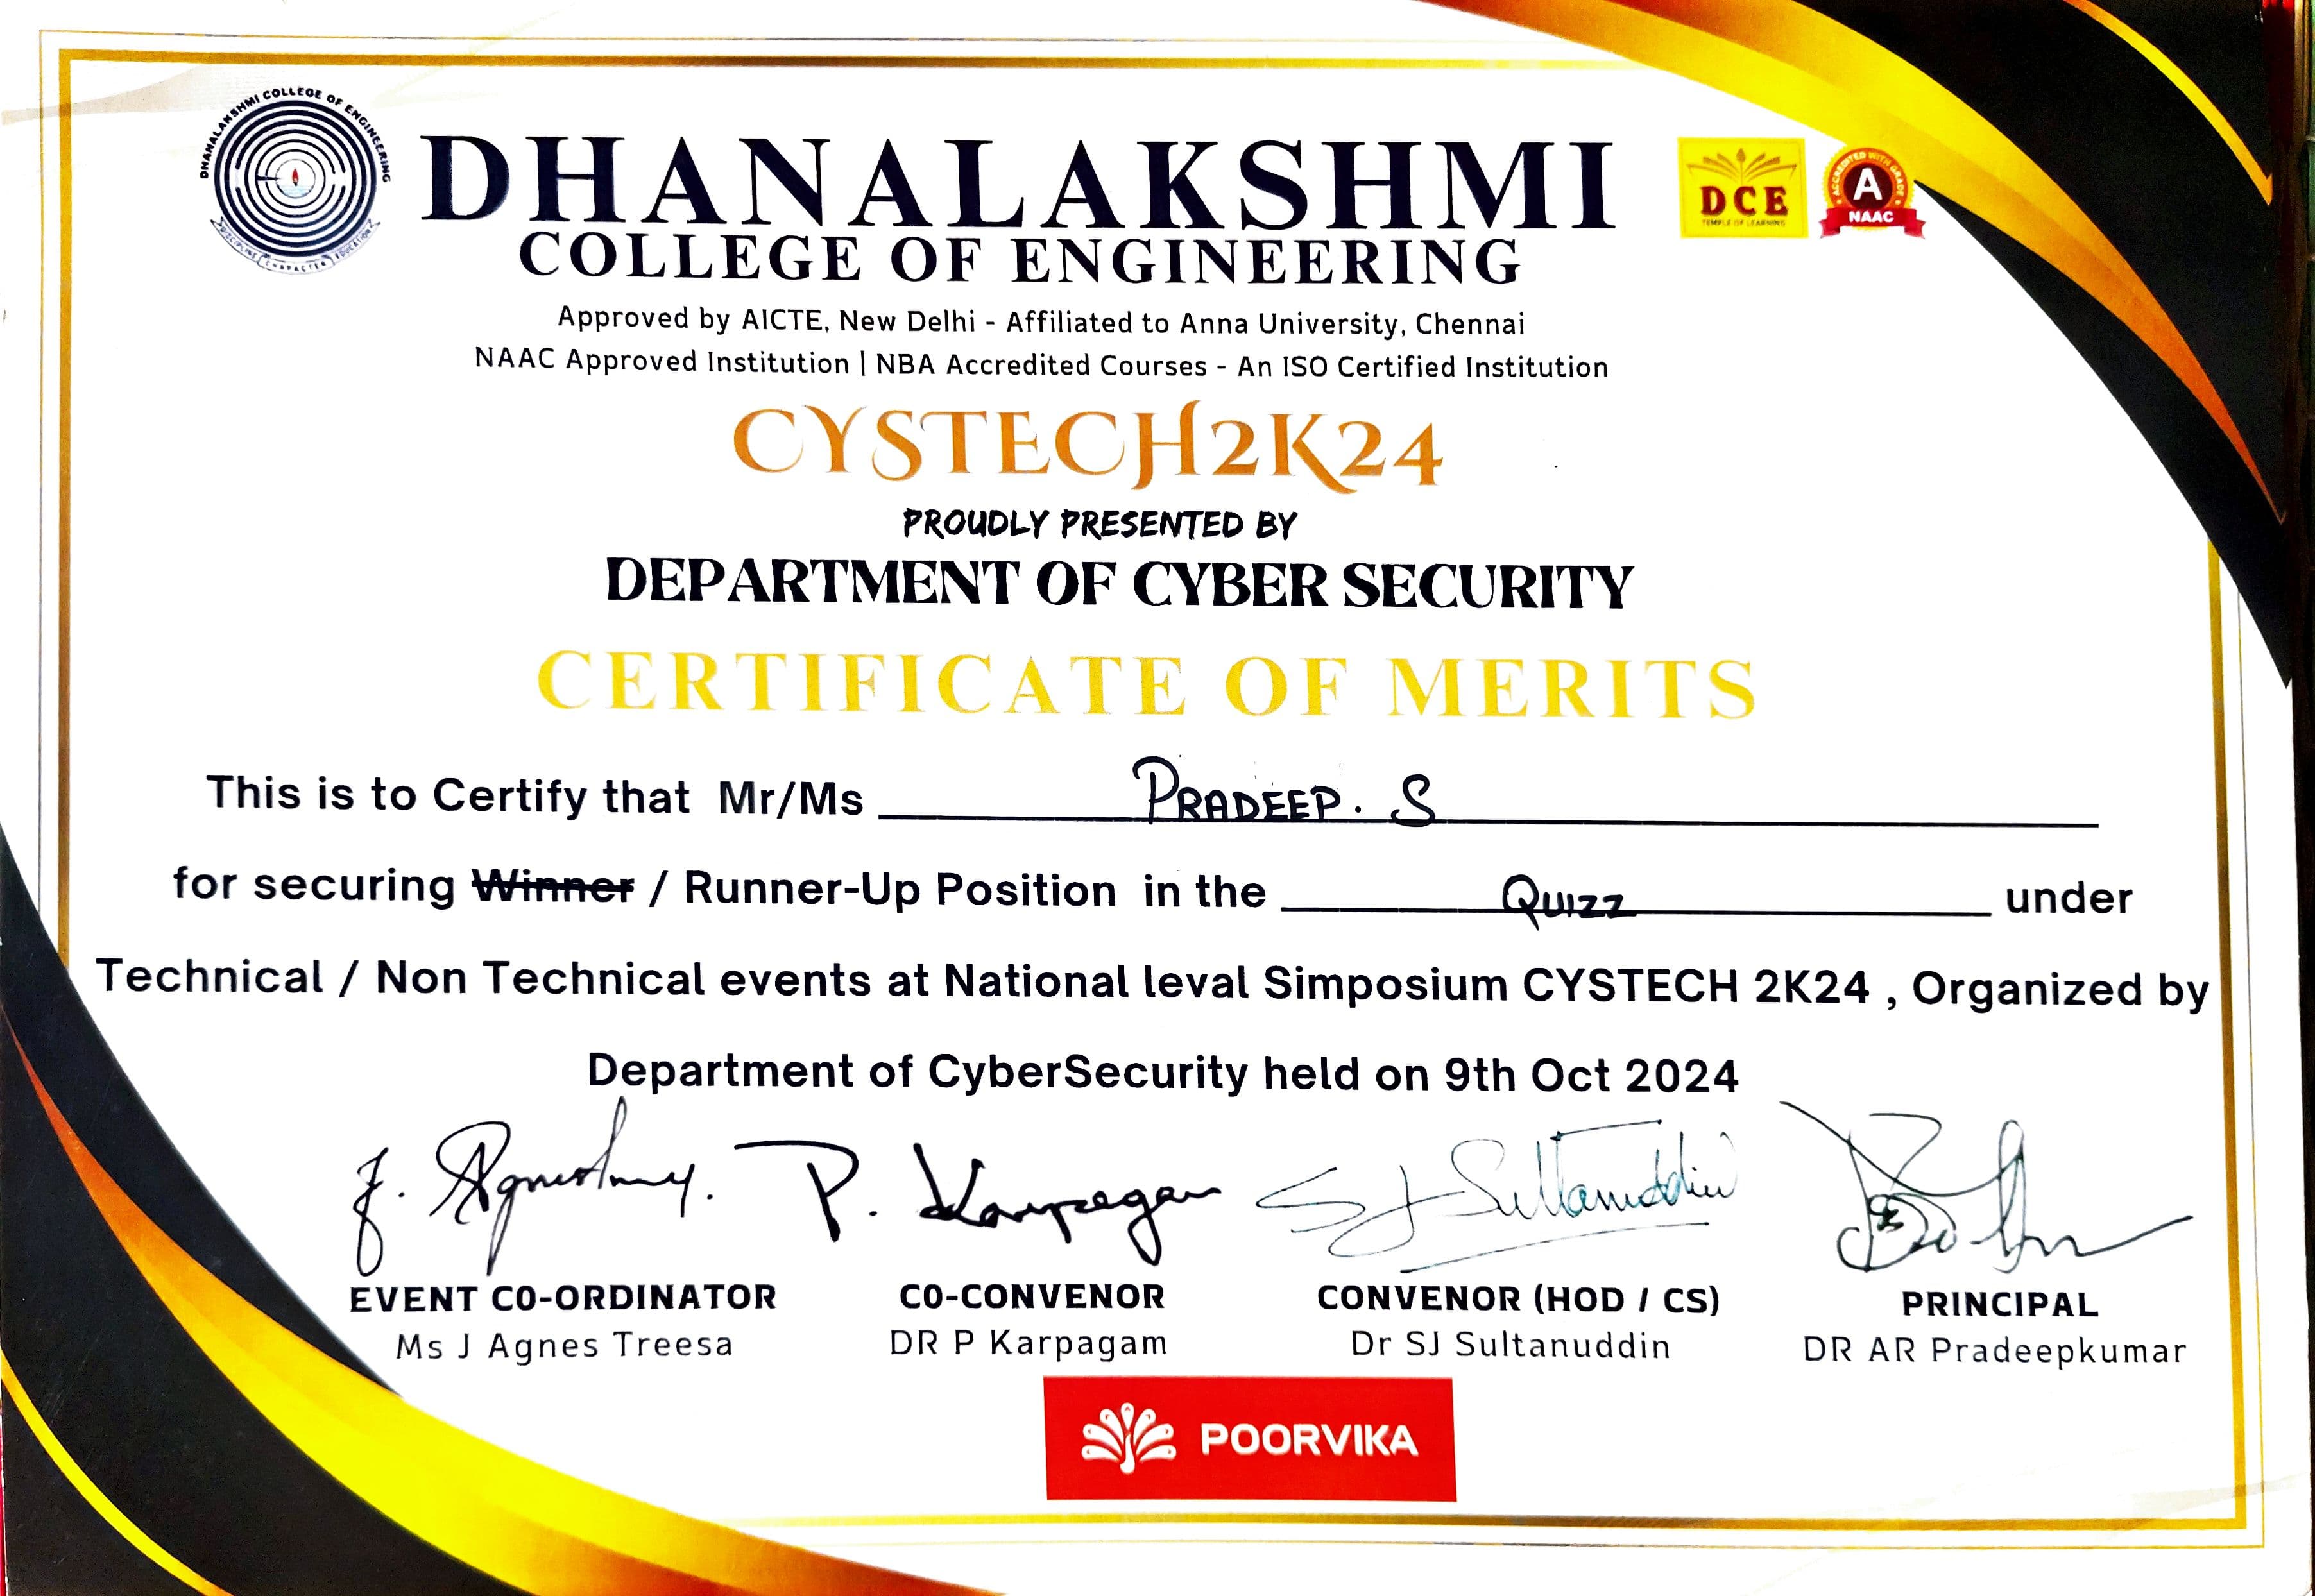 DHANALAKSHMI COLLEGE OF ENGINEERING
DISCIPLINE CHARACTER EDUCATION
DHANALAKSHMI
COLLEGE OF ENGINEERING
DCE
TEMPLE OF LEARNING
ACCREDITED WITH GRADE
A
NAAC
Approved by AICTE, New Delhi - Affiliated to Anna University, Chennai
NAAC Approved Institution | NBA Accredited Courses - An ISO Certified Institution
CYSTECH2K24
PROUDLY PRESENTED BY
DEPARTMENT OF CYBER SECURITY
CERTIFICATE OF MERITS
This is to Certify that Mr/Ms PRADEEP. S
for securing Winner / Runner-Up Position in the Quizz under
Technical / Non Technical events at National leval Simposium CYSTECH 2K24 , Organized by
Department of CyberSecurity held on 9th Oct 2024
P. Karpagam SJ Sultanuddin
EVENT CO-ORDINATOR CO-CONVENOR CONVENOR (HOD / CS) PRINCIPAL
Ms J Agnes Treesa DR P Karpagam Dr SJ Sultanuddin DR AR Pradeepkumar
POORVIKA